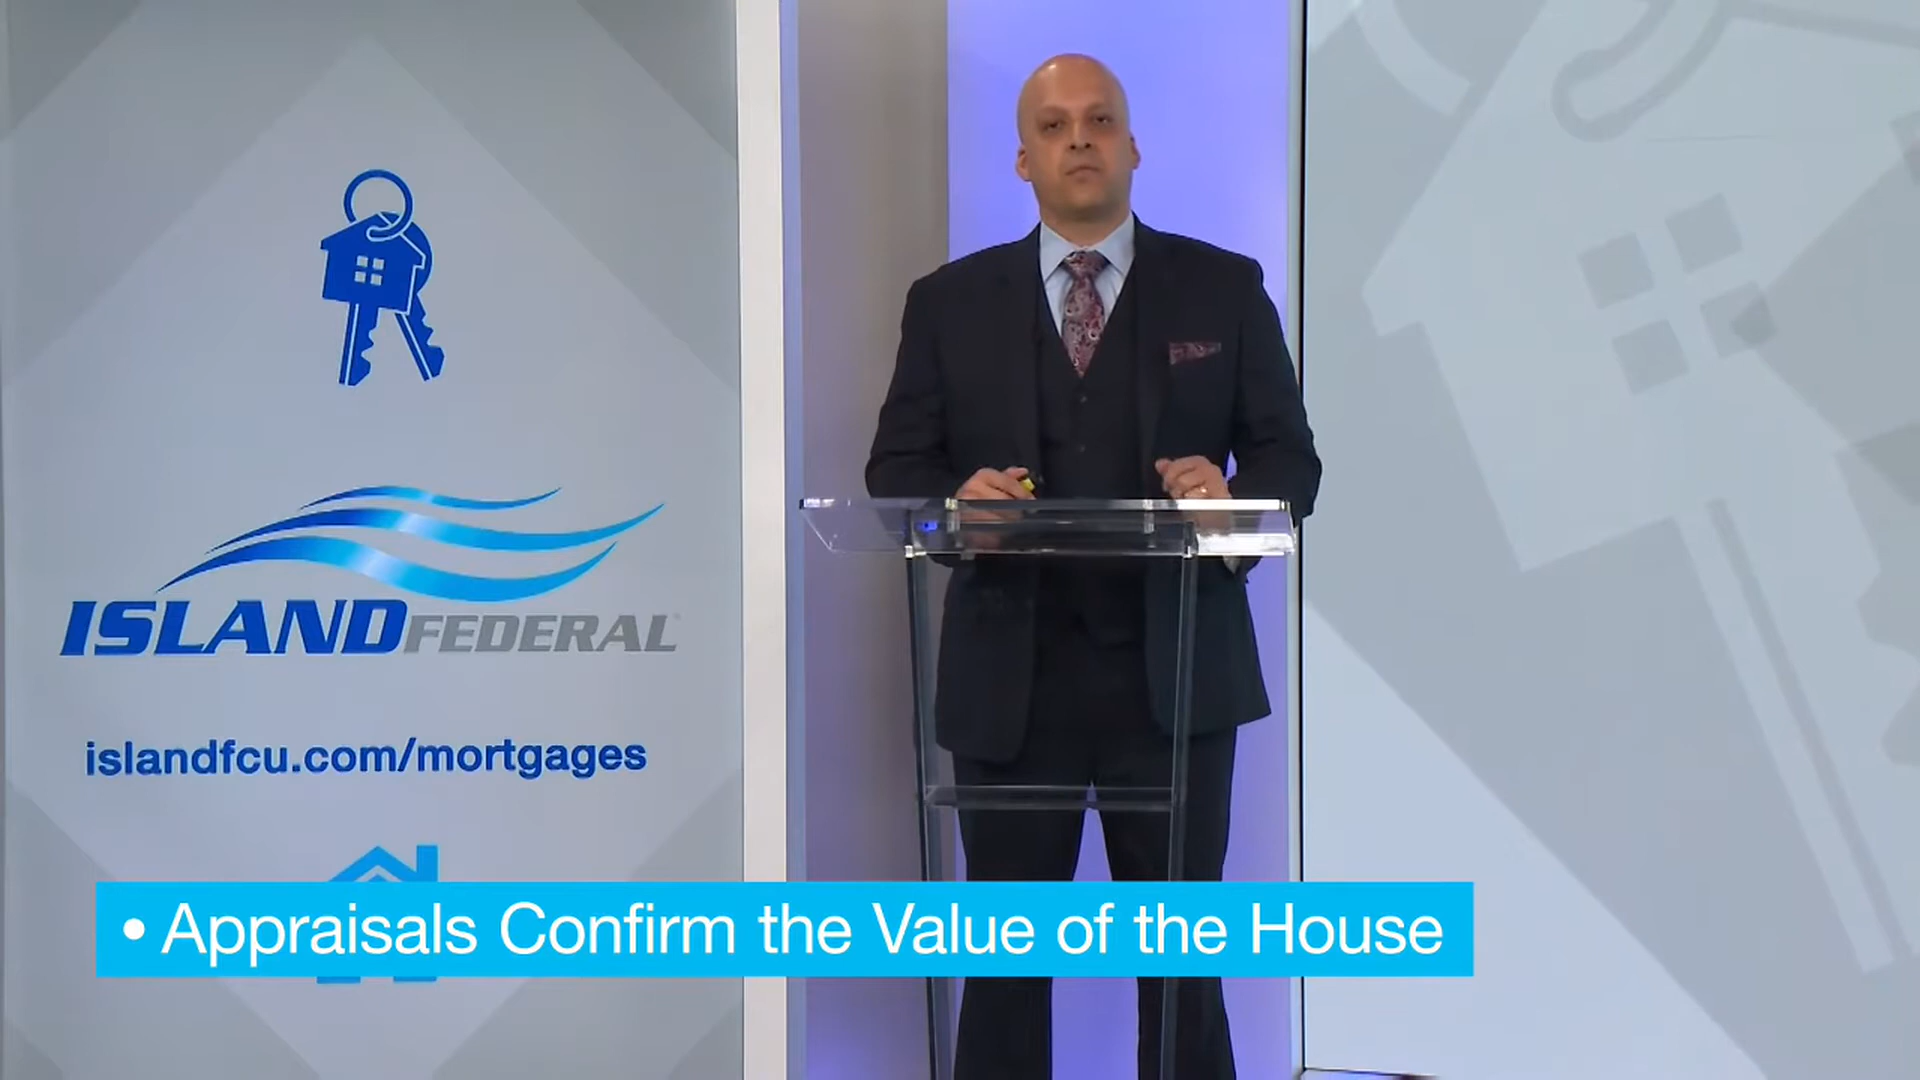 ISLAND FEDERAL
islandfcu.com/mortgages
• Appraisals Confirm the Value of the House